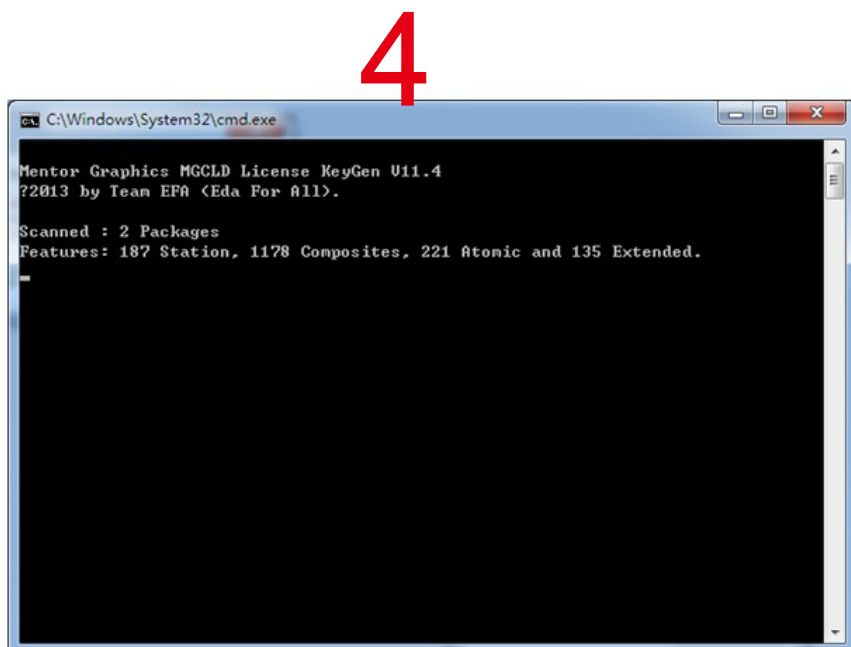 4
C:\Windows\System32\cmd.exe
Mentor Graphics MGCLD License KeyGen V11.4
?2013 by Team EFA (Eda For All).
Scanned : 2 Packages
Features: 187 Station, 1178 Composites, 221 Atomic and 135 Extended.